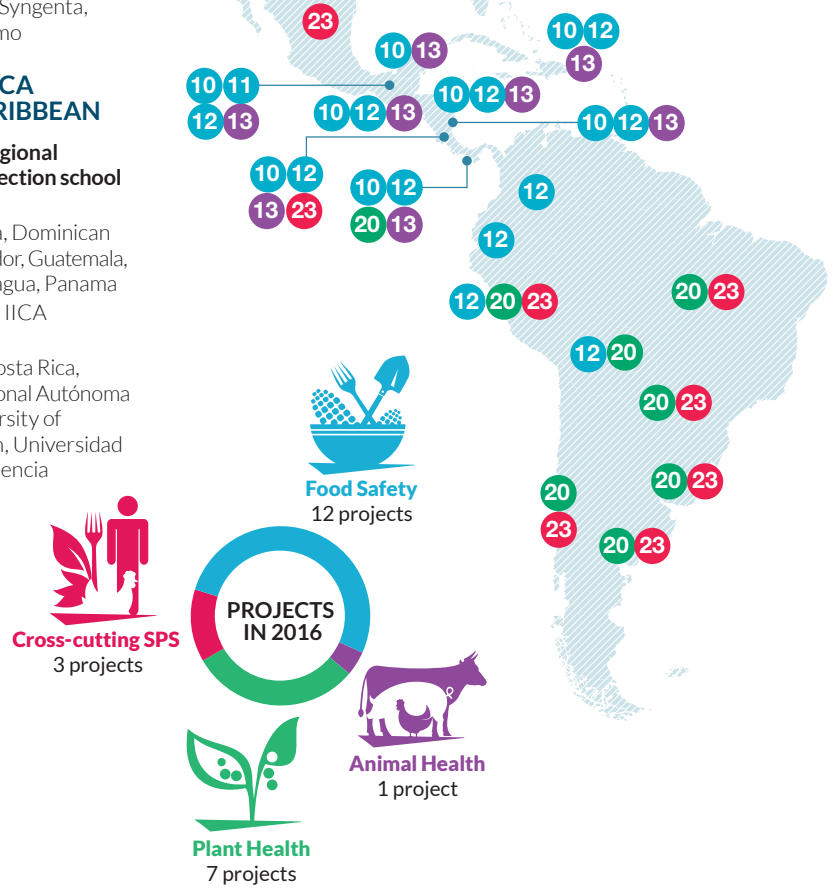 Syngenta,
mo
CA
RIBBEAN
gional
ection school
a, Dominican
dor, Guatemala,
agua, Panama
IICA
osta Rica,
onal Autónoma
rsity of
n, Universidad
encia
23
10 13
10 12
13
10 11
12 13
10 12 13
10 12 13
10 12 13
10 12
13 23
10 12
20 13
12
12
12 20 23
20 23
12 20
20 23
20
23
20 23
20 23
Food Safety
12 projects
Cross-cutting SPS
3 projects
PROJECTS
IN 2016
Animal Health
1 project
Plant Health
7 projects